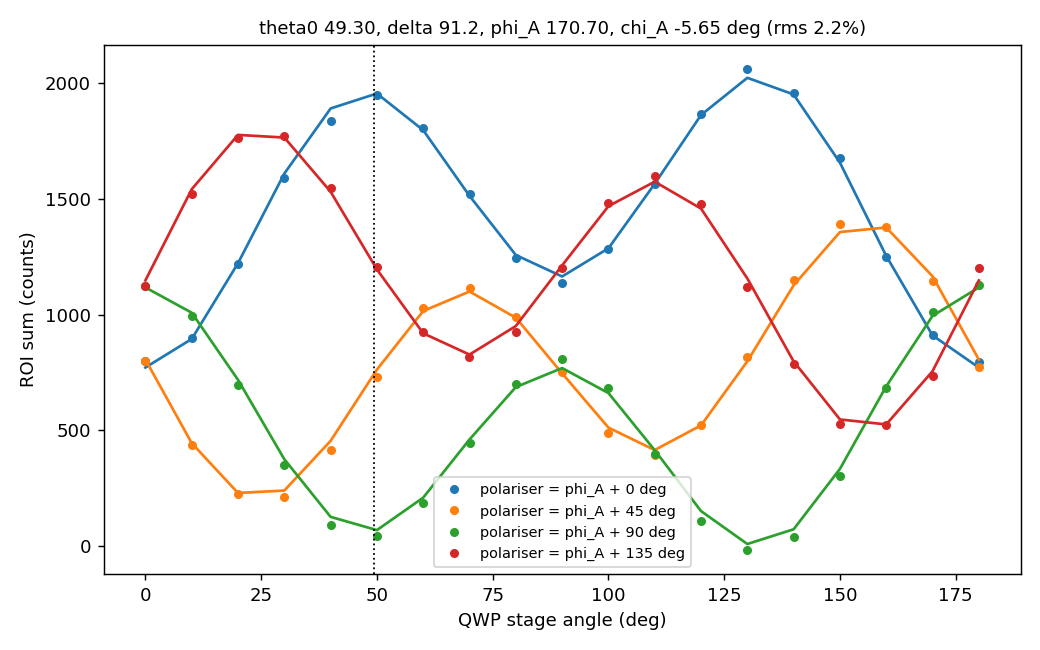 theta0 49.30, delta 91.2, phi_A 170.70, chi_A -5.65 deg (rms 2.2%)
ROI sum (counts)
2000
1500
1000
500
0
polariser = phi_A + 0 deg
polariser = phi_A + 45 deg
polariser = phi_A + 90 deg
polariser = phi_A + 135 deg
0 25 50 75 100 125 150 175
QWP stage angle (deg)